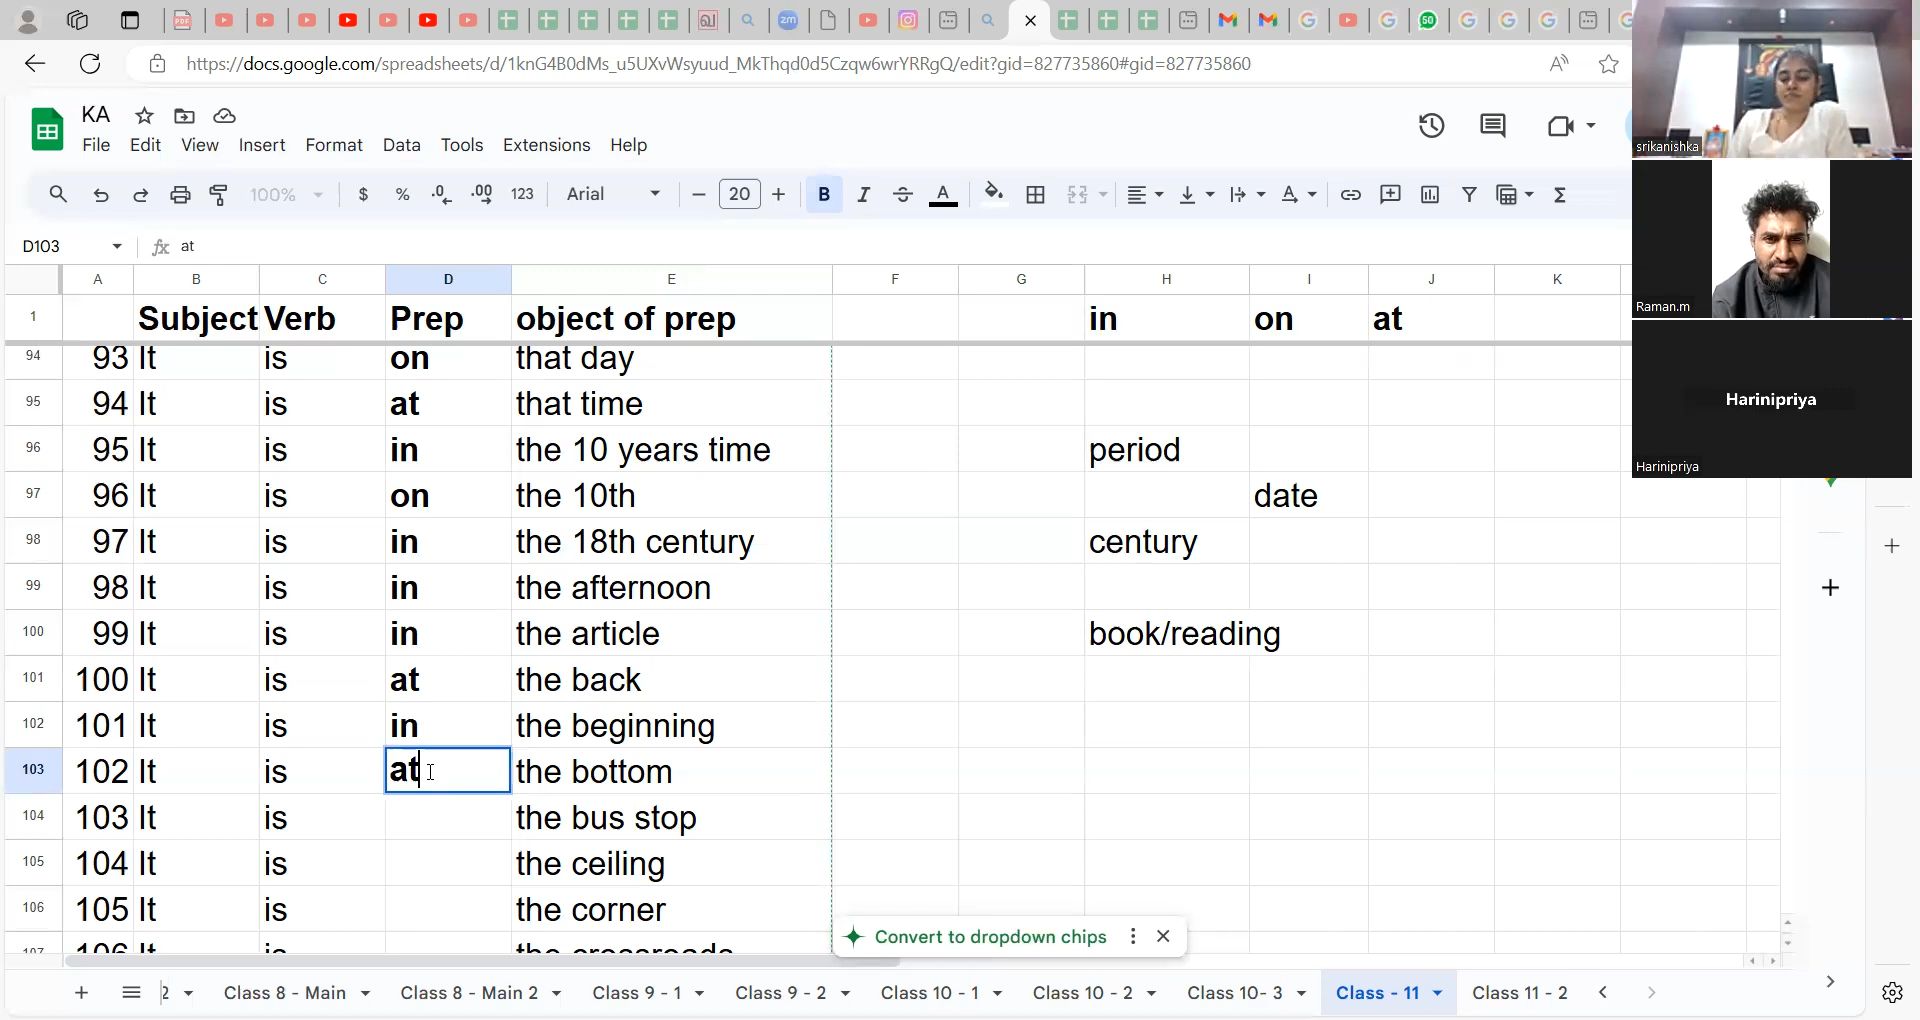 https://docs.google.com/spreadsheets/d/1knG4B0dMs_u5UXvWsyuud_MkThqd0d5Czqw6wrYRRgQ/edit?gid=827735860#gid=827735860
KA
File Edit View Insert Format Data Tools Extensions Help
100% $ % .0 .00 123 Arial 20 B I A
D103 fx at
A B C D E F G H I J K
1 Subject Verb Prep object of prep in on at
94 93 It is on that day
95 94 It is at that time
96 95 It is in the 10 years time period
97 96 It is on the 10th date
98 97 It is in the 18th century century
99 98 It is in the afternoon
100 99 It is in the article book/reading
101 100 It is at the back
102 101 It is in the beginning
103 102 It is at the bottom
104 103 It is the bus stop
105 104 It is the ceiling
106 105 It is the corner
107 106 It is the crossroads
Convert to dropdown chips
2 Class 8 - Main Class 8 - Main 2 Class 9 - 1 Class 9 - 2 Class 10 - 1 Class 10 - 2 Class 10- 3 Class - 11 Class 11 - 2
srikanishka
Raman.m
Harinipriya
Harinipriya